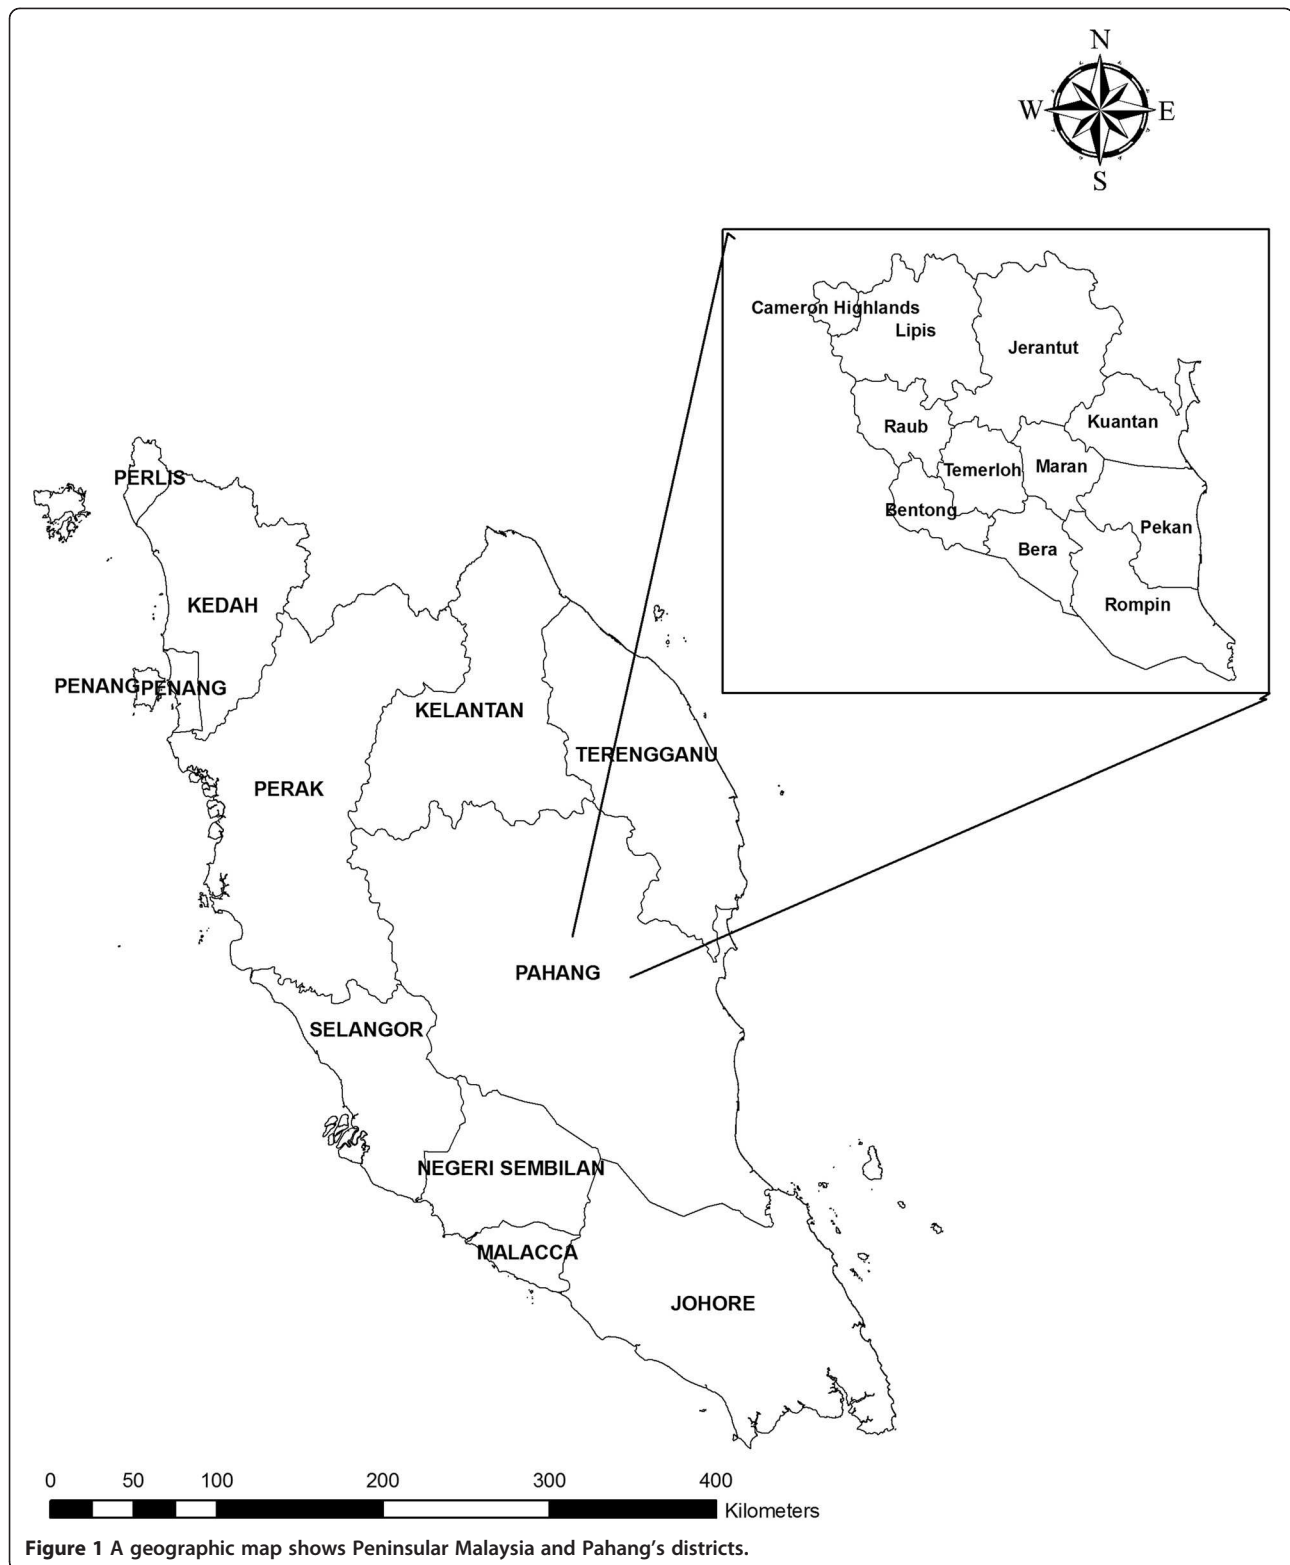 N
W E
S
Cameron Highlands
Lipis
Jerantut
Kuantan
Raub
Maran
Temerloh
Bentong
Pekan
Bera
Rompin
PERLIS
KEDAH
PENANG PENANG
KELANTAN
TERENGGANU
PERAK
PAHANG
SELANGOR
NEGERI SEMBILAN
MALACCA
JOHORE
0 50 100 200 300 400
Kilometers
Figure 1 A geographic map shows Peninsular Malaysia and Pahang’s districts.